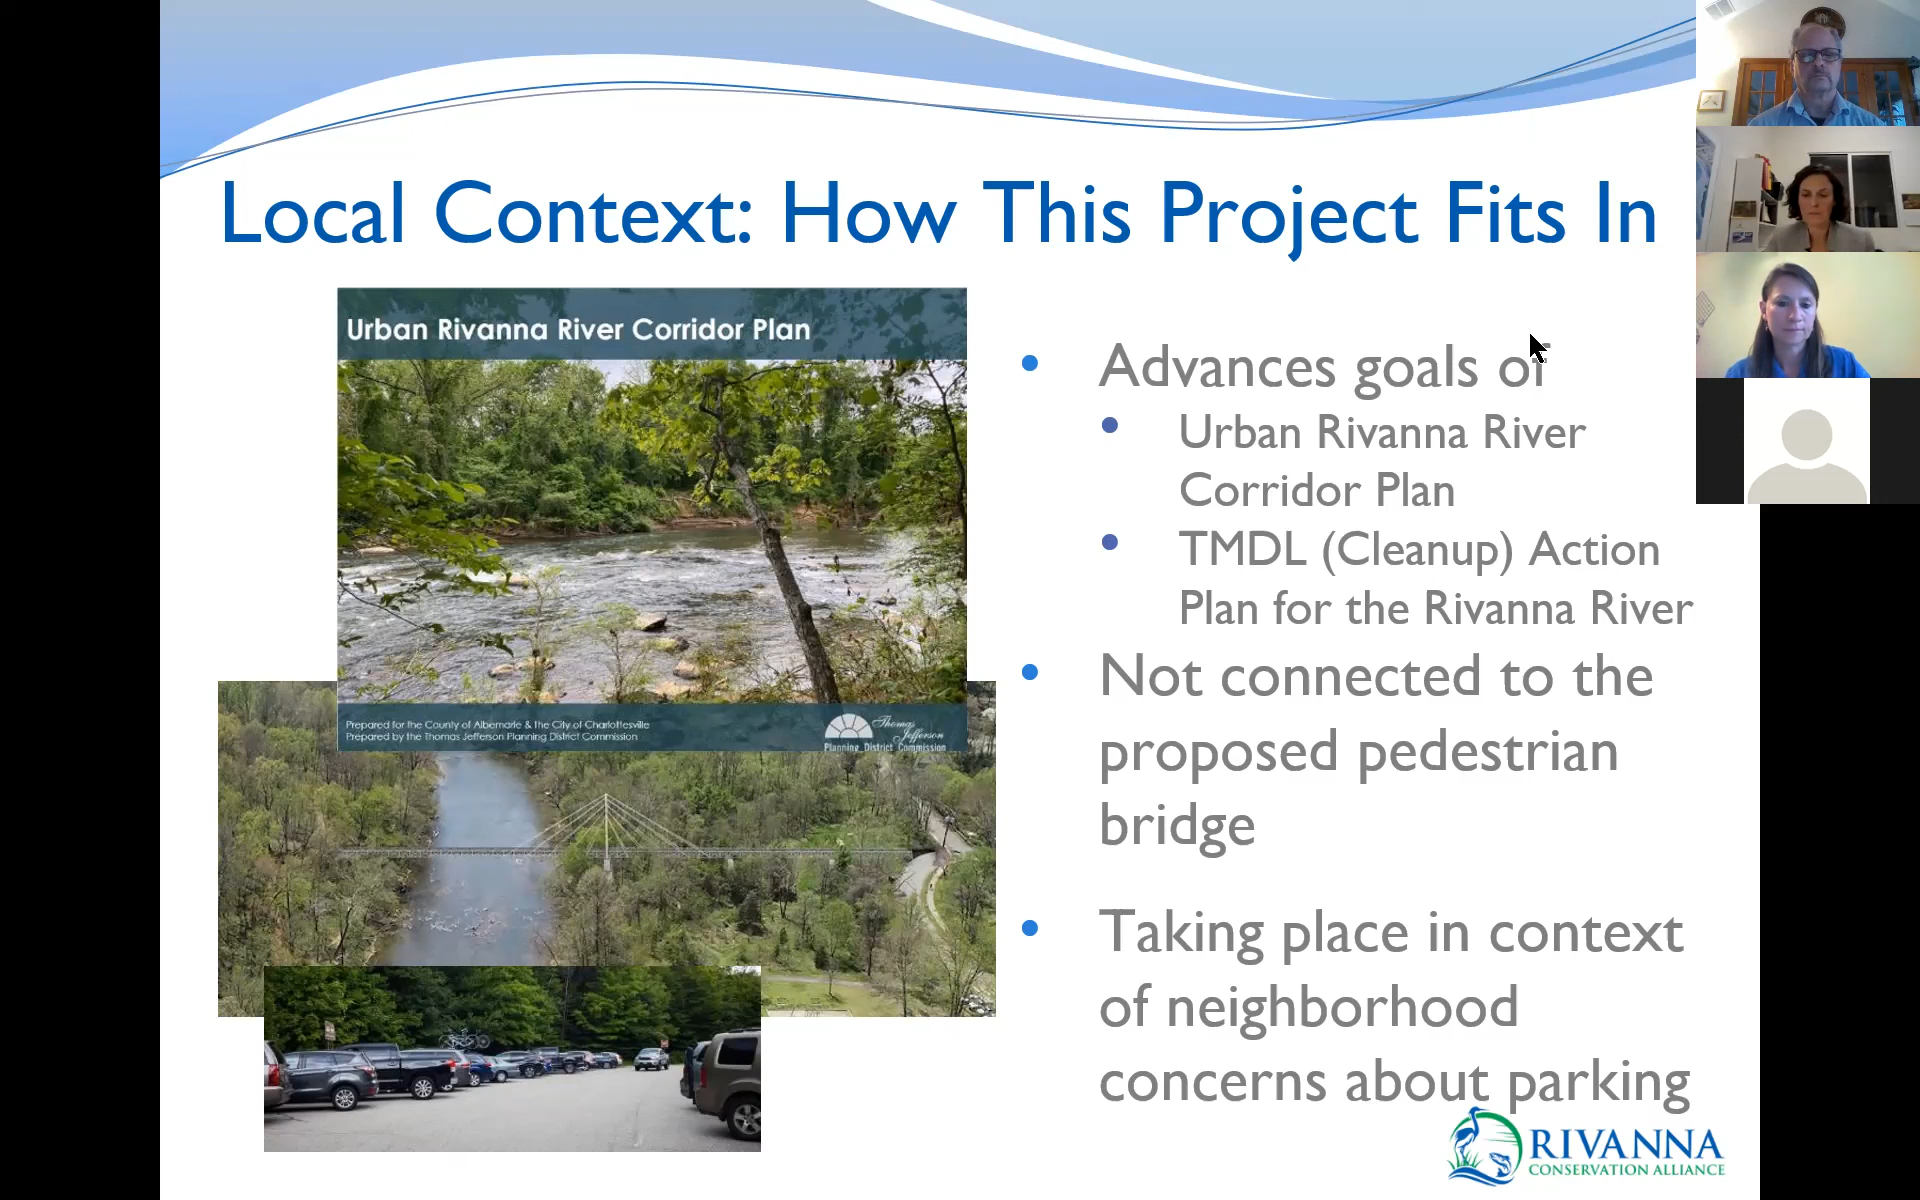 Local Context: How This Project Fits In
Urban Rivanna River Corridor Plan
Prepared for the County of Albemarle & the City of Charlottesville
Prepared by the Thomas Jefferson Planning District Commission
Thomas
Jefferson
Planning District Commission
• Advances goals of
• Urban Rivanna River
Corridor Plan
• TMDL (Cleanup) Action
Plan for the Rivanna River
• Not connected to the
proposed pedestrian
bridge
• Taking place in context
of neighborhood
concerns about parking
RIVANNA
CONSERVATION ALLIANCE